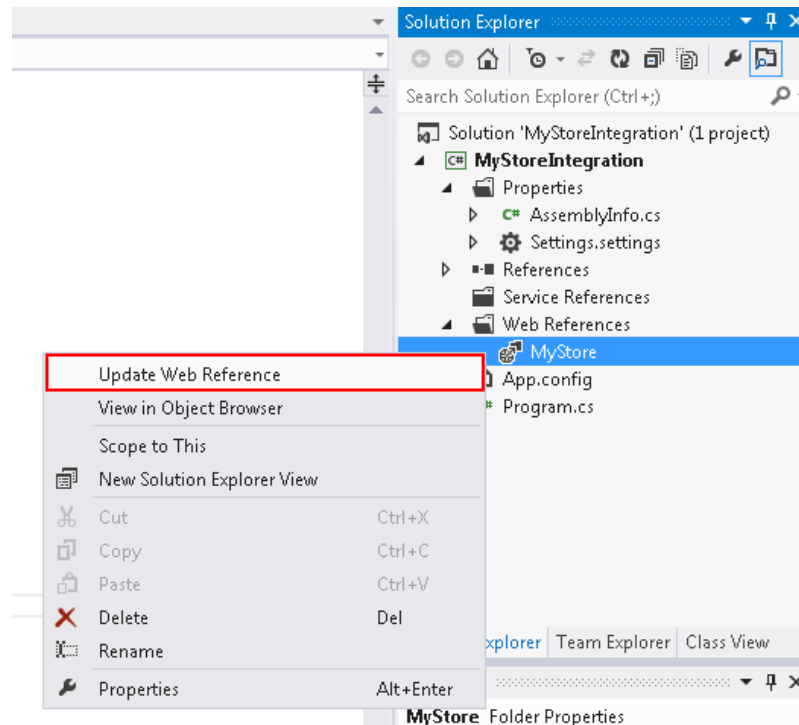 Solution Explorer
Search Solution Explorer (Ctrl+;)
Solution 'MyStoreIntegration' (1 project)
C# MyStoreIntegration
Properties
C# AssemblyInfo.cs
Settings.settings
References
Service References
Web References
MyStore
App.config
Program.cs
Update Web Reference
View in Object Browser
Scope to This
New Solution Explorer View
Cut Ctrl+X
Copy Ctrl+C
Paste Ctrl+V
Delete Del
Rename
Properties Alt+Enter
xplorer Team Explorer Class View
MyStore Folder Properties